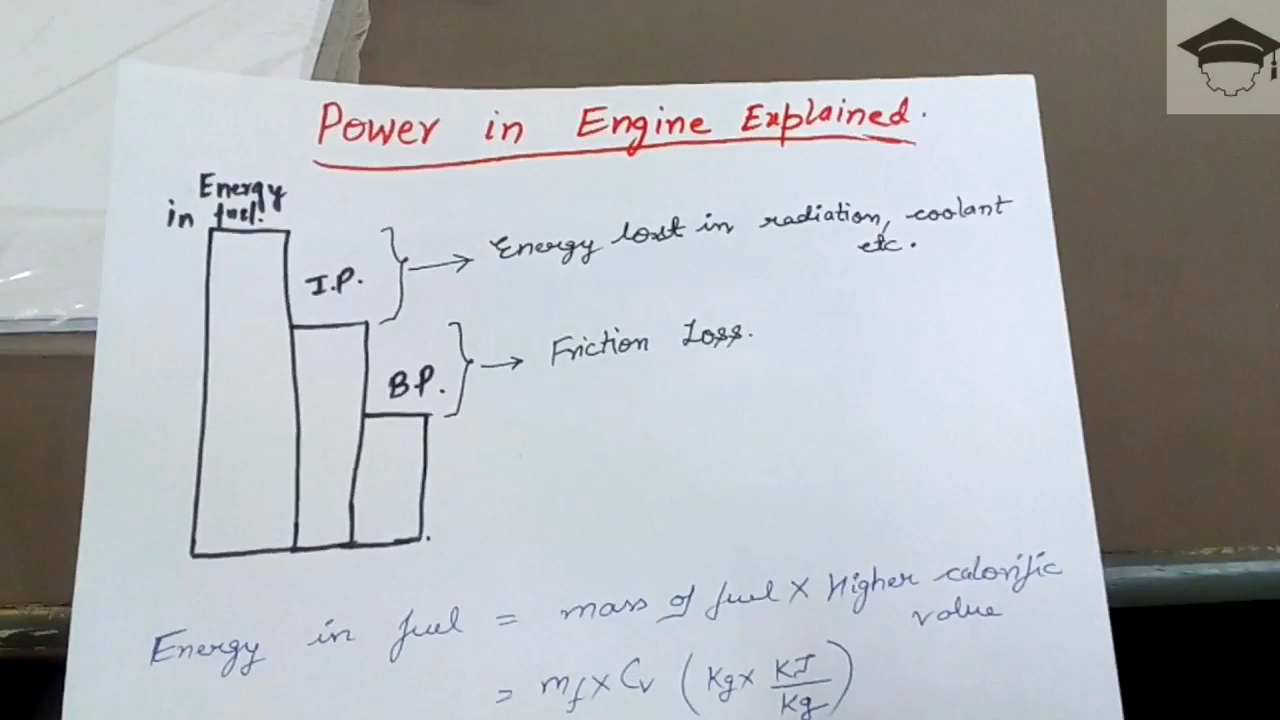 Power in Engine Explained.
Energy
in fuel.
I.P.
Energy lost in radiation, coolant
etc.
B.P.
Friction Loss.
Energy in fuel = mass of fuel X Higher calorific
value
= mf x Cv (Kg x KJ/Kg)